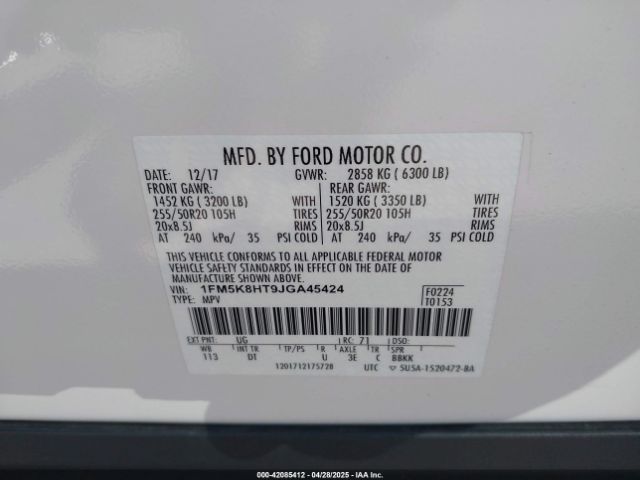 MFD. BY FORD MOTOR CO.
DATE: 12/17 GVWR: 2858 KG ( 6300 LB)
FRONT GAWR: REAR GAWR:
1452 KG ( 3200 LB) WITH 1520 KG ( 3350 LB) WITH
255/50R20 105H TIRES 255/50R20 105H TIRES
20x8.5J RIMS 20x8.5J RIMS
AT 240 kPa/ 35 PSI COLD AT 240 kPa/ 35 PSI COLD
THIS VEHICLE CONFORMS TO ALL APPLICABLE FEDERAL MOTOR
VEHICLE SAFETY STANDARDS IN EFFECT ON THE DATE OF
MANUFACTURE SHOWN ABOVE.
VIN: 1FM5K8HT9JGA45424 F0224
TYPE: MPV T0153
EXT PNT: UG RC: 71 DSO:
WB INT TR TP/PS R AXLE TR SPR
113 DT U 3E C BBKK
1201712175728 UTC ▽ 5U5A-1520472-BA
000-42085412 - 04/28/2025 - IAA Inc.